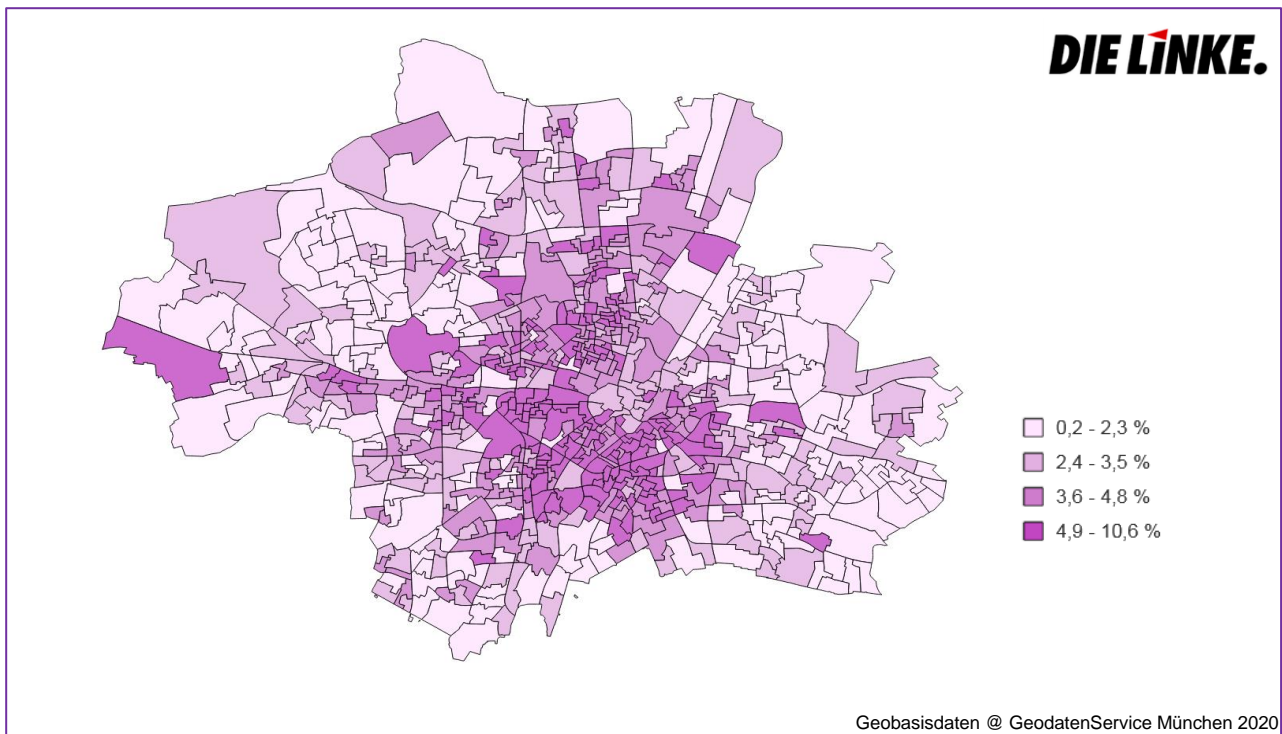 DIE LINKE.
0,2 - 2,3 %
2,4 - 3,5 %
3,6 - 4,8 %
4,9 - 10,6 %
Geobasisdaten @ GeodatenService München 2020